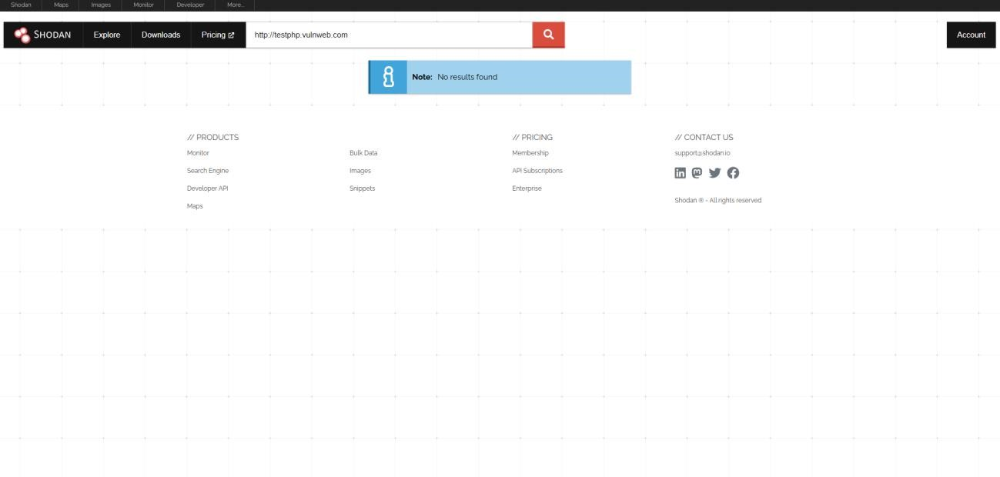 Shodan Maps Images Monitor Developer More...
SHODAN Explore Downloads Pricing http://testphp.vulnweb.com Account
Note: No results found
// PRODUCTS // PRICING // CONTACT US
Monitor Bulk Data Membership support@shodan.io
Search Engine Images API Subscriptions
Developer API Snippets Enterprise
Maps Shodan ® - All rights reserved